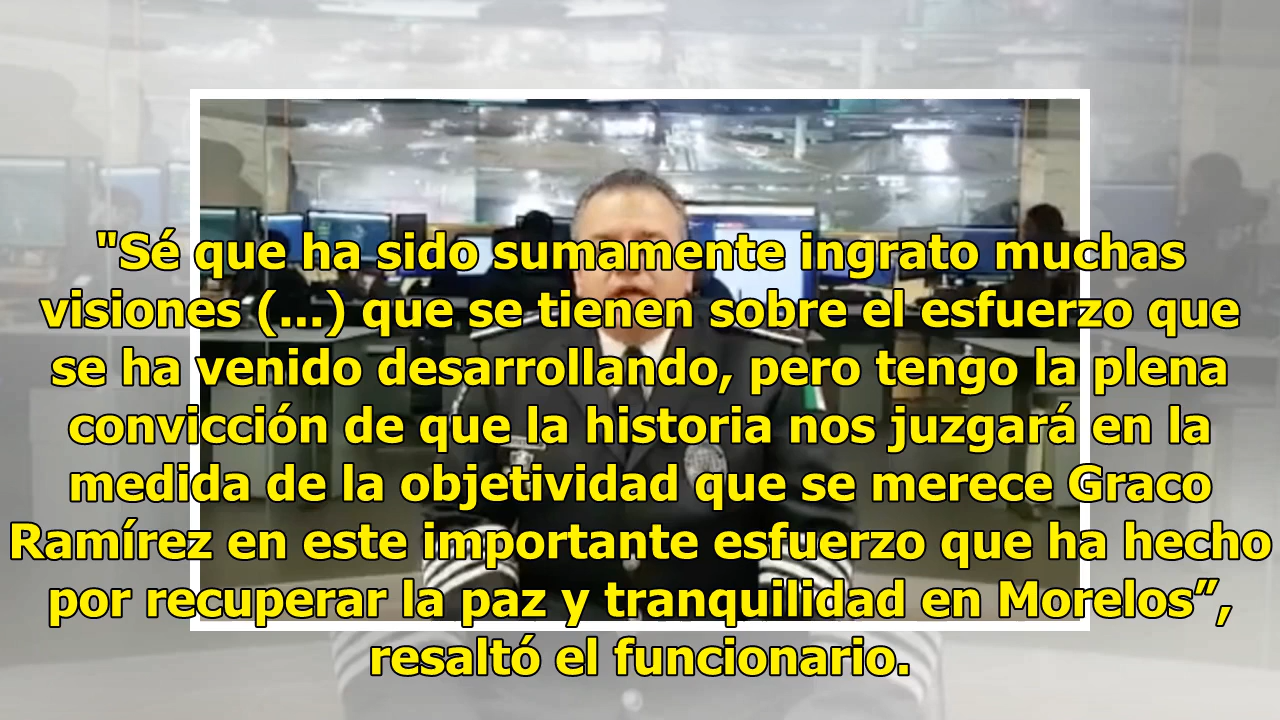 "Sé que ha sido sumamente ingrato muchas
visiones (...) que se tienen sobre el esfuerzo que
se ha venido desarrollando, pero tengo la plena
convicción de que la historia nos juzgará en la
medida de la objetividad que se merece Graco
Ramírez en este importante esfuerzo que ha hecho
por recuperar la paz y tranquilidad en Morelos”,
resaltó el funcionario.